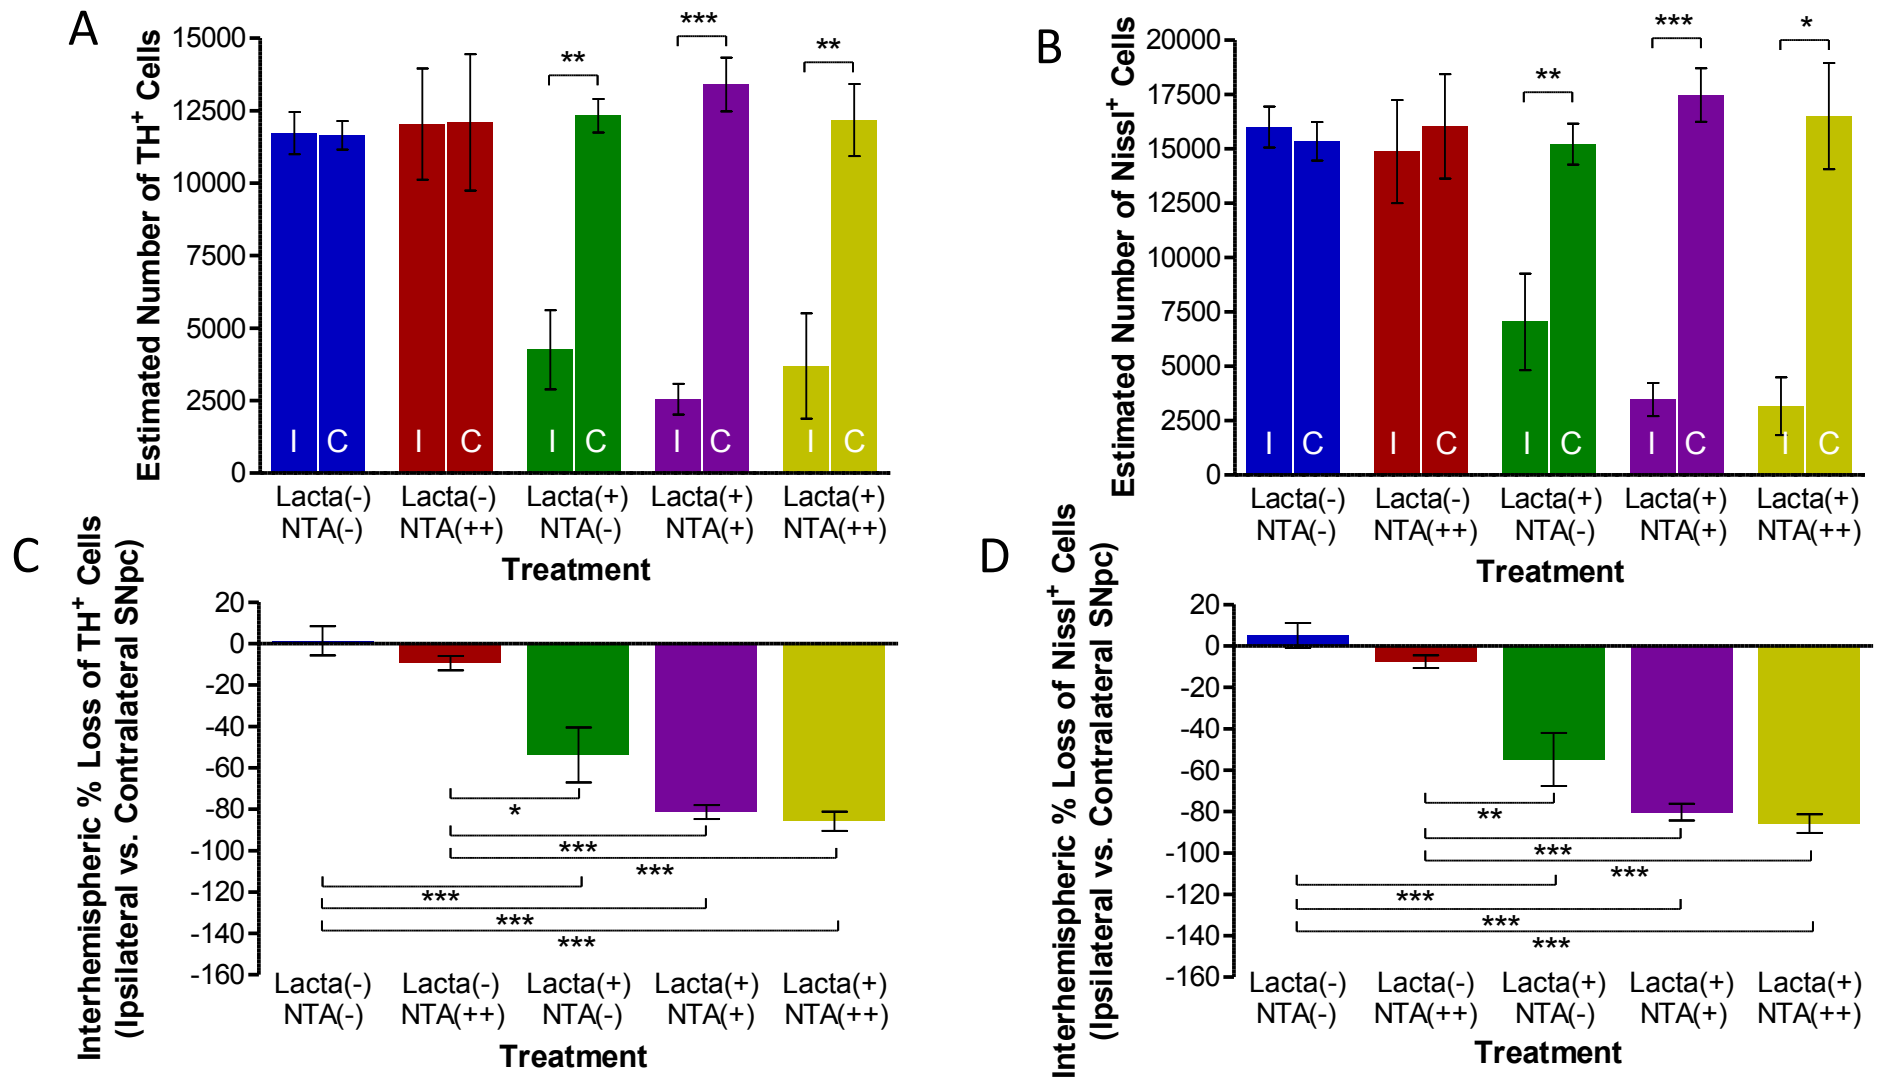 A
Estimated Number of TH+ Cells
15000
12500
10000
7500
5000
2500
0
** *** **
I C I C I C I C I C
Lacta(-) Lacta(-) Lacta(+) Lacta(+) Lacta(+)
NTA(-) NTA(++) NTA(-) NTA(+) NTA(++)
Treatment
B
Estimated Number of Nissl+ Cells
20000
17500
15000
12500
10000
7500
5000
2500
0
** *** *
I C I C I C I C I C
Lacta(-) Lacta(-) Lacta(+) Lacta(+) Lacta(+)
NTA(-) NTA(++) NTA(-) NTA(+) NTA(++)
Treatment
C
Interhemispheric % Loss of TH+ Cells
(Ipsilateral vs. Contralateral SNpc)
20
0
-20
-40
-60
-80
-100
-120
-140
-160
*
***
***
***
***
***
Lacta(-) Lacta(-) Lacta(+) Lacta(+) Lacta(+)
NTA(-) NTA(++) NTA(-) NTA(+) NTA(++)
Treatment
D
Interhemispheric % Loss of Nissl+ Cells
(Ipsilateral vs. Contralateral SNpc)
20
0
-20
-40
-60
-80
-100
-120
-140
-160
**
***
***
***
***
***
Lacta(-) Lacta(-) Lacta(+) Lacta(+) Lacta(+)
NTA(-) NTA(++) NTA(-) NTA(+) NTA(++)
Treatment